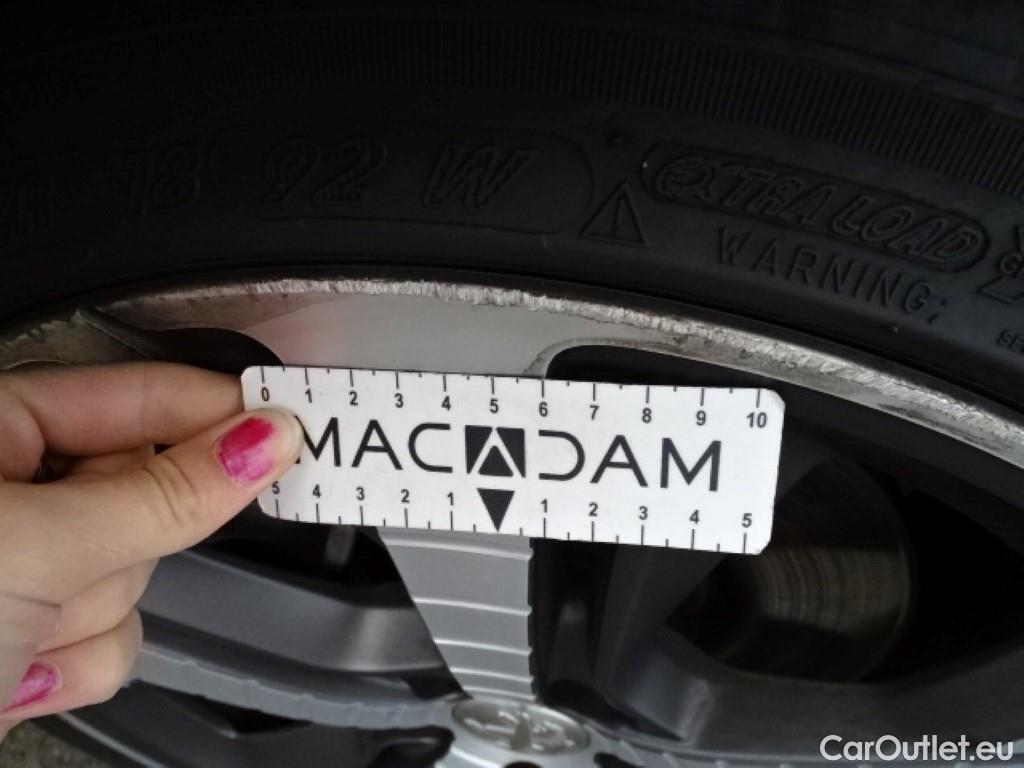 18 92 W
EXTRA LOAD
WARNING:
0 1 2 3 4 5 6 7 8 9 10
MACADAM
5 4 3 2 1 1 2 3 4 5
CarOutlet.eu